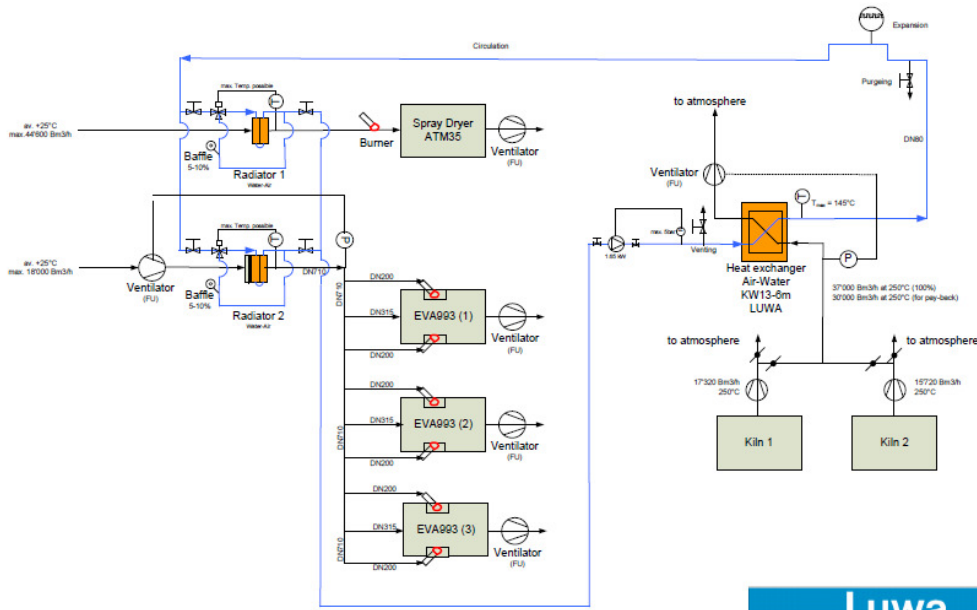 Expansion
Circulation
Purgeing
max. Temp. possible
T
to atmosphere
av. +25°C
max. 44'600 Bm3/h
Burner
Spray Dryer
ATM35
Ventilator
(FU)
DN80
Baffle
5-10%
Radiator 1
Water-Air
Ventilator
(FU)
T
Tmax = 145°C
max. Temp. possible
T
P
Venting
1.65 kW
av. +25°C
max. 18'000 Bm3/h
DN710
Heat exchanger
Air-Water
KW13-6m
LUWA
P
Ventilator
(FU)
Baffle
5-10%
Radiator 2
Water-Air
DN710
DN200
EVA993 (1)
DN315
DN200
Ventilator
(FU)
37'000 Bm3/h at 250°C (100%)
30'000 Bm3/h at 250°C (for pay-back)
to atmosphere
to atmosphere
17'320 Bm3/h
250°C
15'720 Bm3/h
250°C
DN200
DN315
EVA993 (2)
DN710
DN200
Ventilator
(FU)
Kiln 1
Kiln 2
DN200
DN315
EVA993 (3)
DN710
DN200
Ventilator
(FU)
Luwa